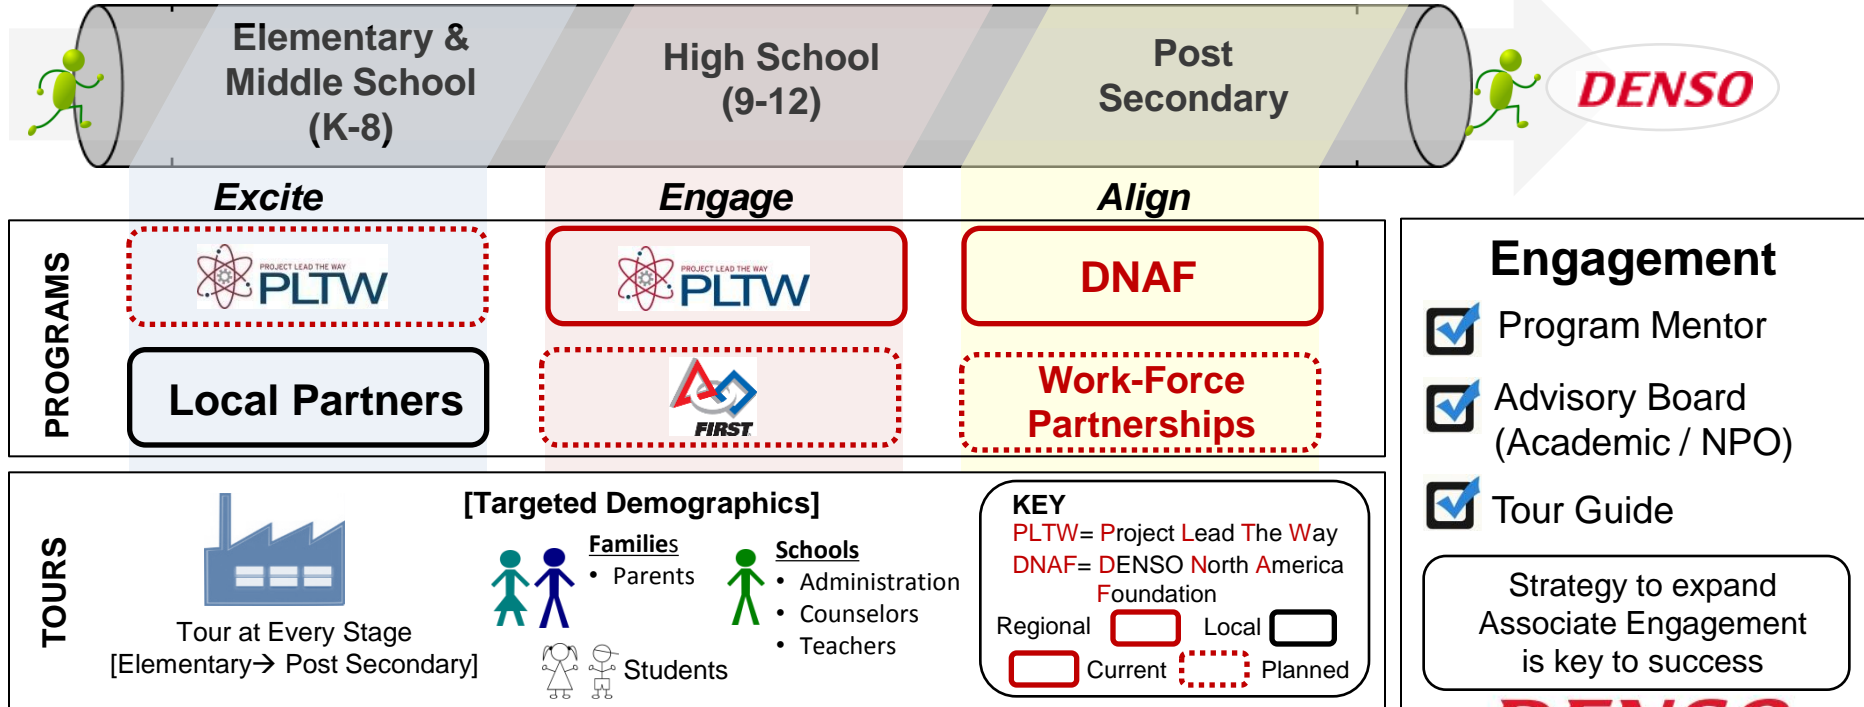 Elementary &
Middle School
(K-8)
High School
(9-12)
Post
Secondary
DENSO
Excite
Engage
Align
PROGRAMS
PROJECT LEAD THE WAY
PLTW
PROJECT LEAD THE WAY
PLTW
DNAF
Local Partners
FIRST
Work-Force
Partnerships
TOURS
Tour at Every Stage
[Elementary→ Post Secondary]
[Targeted Demographics]
Families
• Parents
Students
Schools
• Administration
• Counselors
• Teachers
KEY
PLTW= Project Lead The Way
DNAF= DENSO North America
Foundation
Regional Local
Current Planned
Engagement
Program Mentor
Advisory Board
(Academic / NPO)
Tour Guide
Strategy to expand
Associate Engagement
is key to success
DENSO